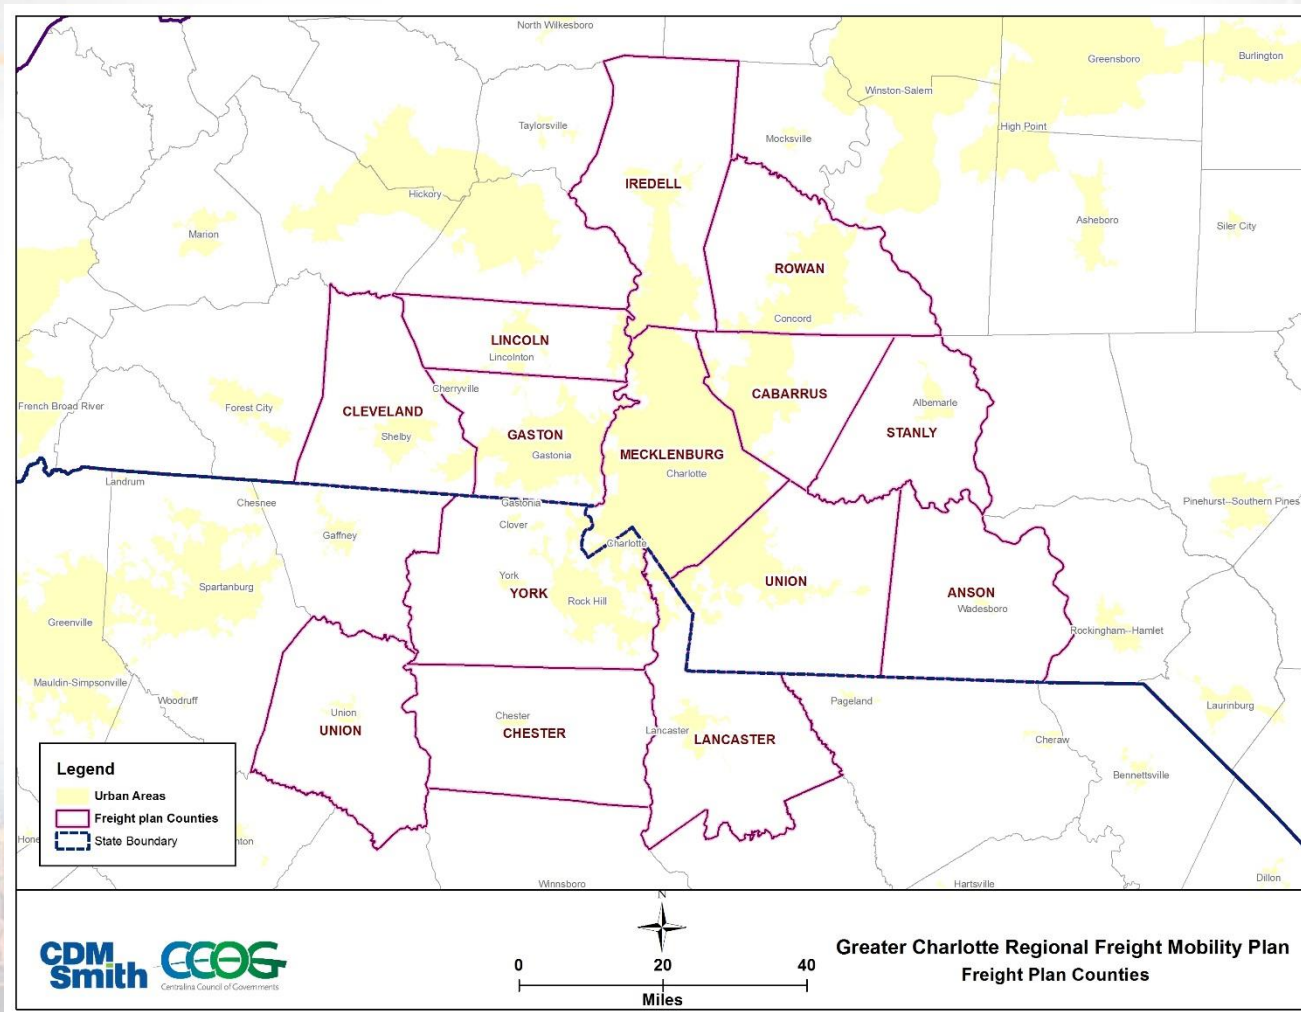 North Wilkesboro
Greensboro
Burlington
Winston-Salem
Taylorsville
High Point
Mocksville
IREDELL
Hickory
Asheboro
Siler City
Marion
ROWAN
Concord
LINCOLN
Lincolnton
Cherryville
CABARRUS
French Broad River
Forest City
CLEVELAND
Albemarle
Shelby
GASTON
STANLY
Gastonia
MECKLENBURG
Charlotte
Landrum
Chesnee
Gastonia
Pinehurst--Southern Pines
Clover
Gaffney
Charlotte
York
YORK
UNION
Spartanburg
Rock Hill
ANSON
Wadesboro
Greenville
Rockingham--Hamlet
Mauldin-Simpsonville
Woodruff
Union
UNION
Chester
CHESTER
Lancaster
LANCASTER
Pageland
Laurinburg
Cheraw
Bennettsville
Legend
Urban Areas
Freight plan Counties
State Boundary
Hone
nton
Winnsboro
Hartsville
Dillon
N
CDM
Smith
CCOG
Centralina Council of Governments
0 20 40
Miles
Greater Charlotte Regional Freight Mobility Plan
Freight Plan Counties